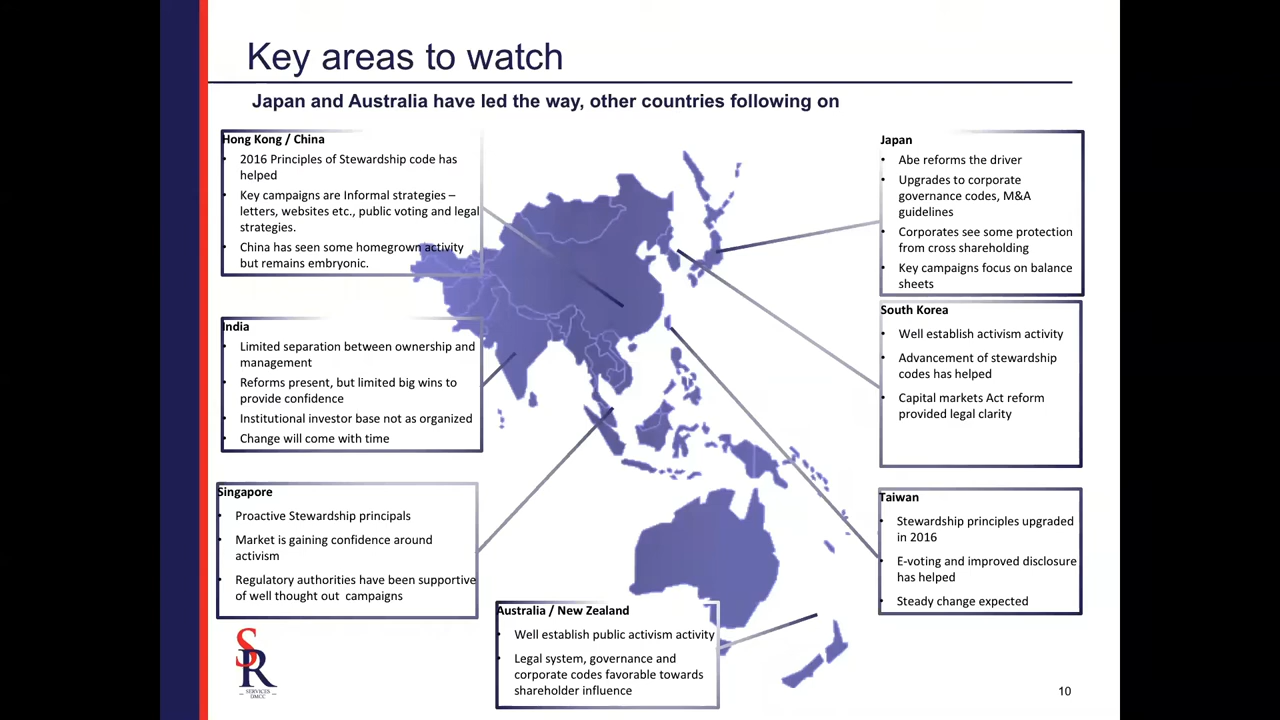 Key areas to watch
Japan and Australia have led the way, other countries following on
Hong Kong / China
• 2016 Principles of Stewardship code has
helped
• Key campaigns are Informal strategies –
letters, websites etc., public voting and legal
strategies.
• China has seen some homegrown activity
but remains embryonic.
India
• Limited separation between ownership and
management
• Reforms present, but limited big wins to
provide confidence
• Institutional investor base not as organized
• Change will come with time
Singapore
• Proactive Stewardship principals
• Market is gaining confidence around
activism
• Regulatory authorities have been supportive
of well thought out campaigns
Australia / New Zealand
• Well establish public activism activity
• Legal system, governance and
corporate codes favorable towards
shareholder influence
Japan
• Abe reforms the driver
• Upgrades to corporate
governance codes, M&A
guidelines
• Corporates see some protection
from cross shareholding
• Key campaigns focus on balance
sheets
South Korea
• Well establish activism activity
• Advancement of stewardship
codes has helped
• Capital markets Act reform
provided legal clarity
Taiwan
• Stewardship principles upgraded
in 2016
• E-voting and improved disclosure
has helped
• Steady change expected
SR
SERVICES
DMCC
10